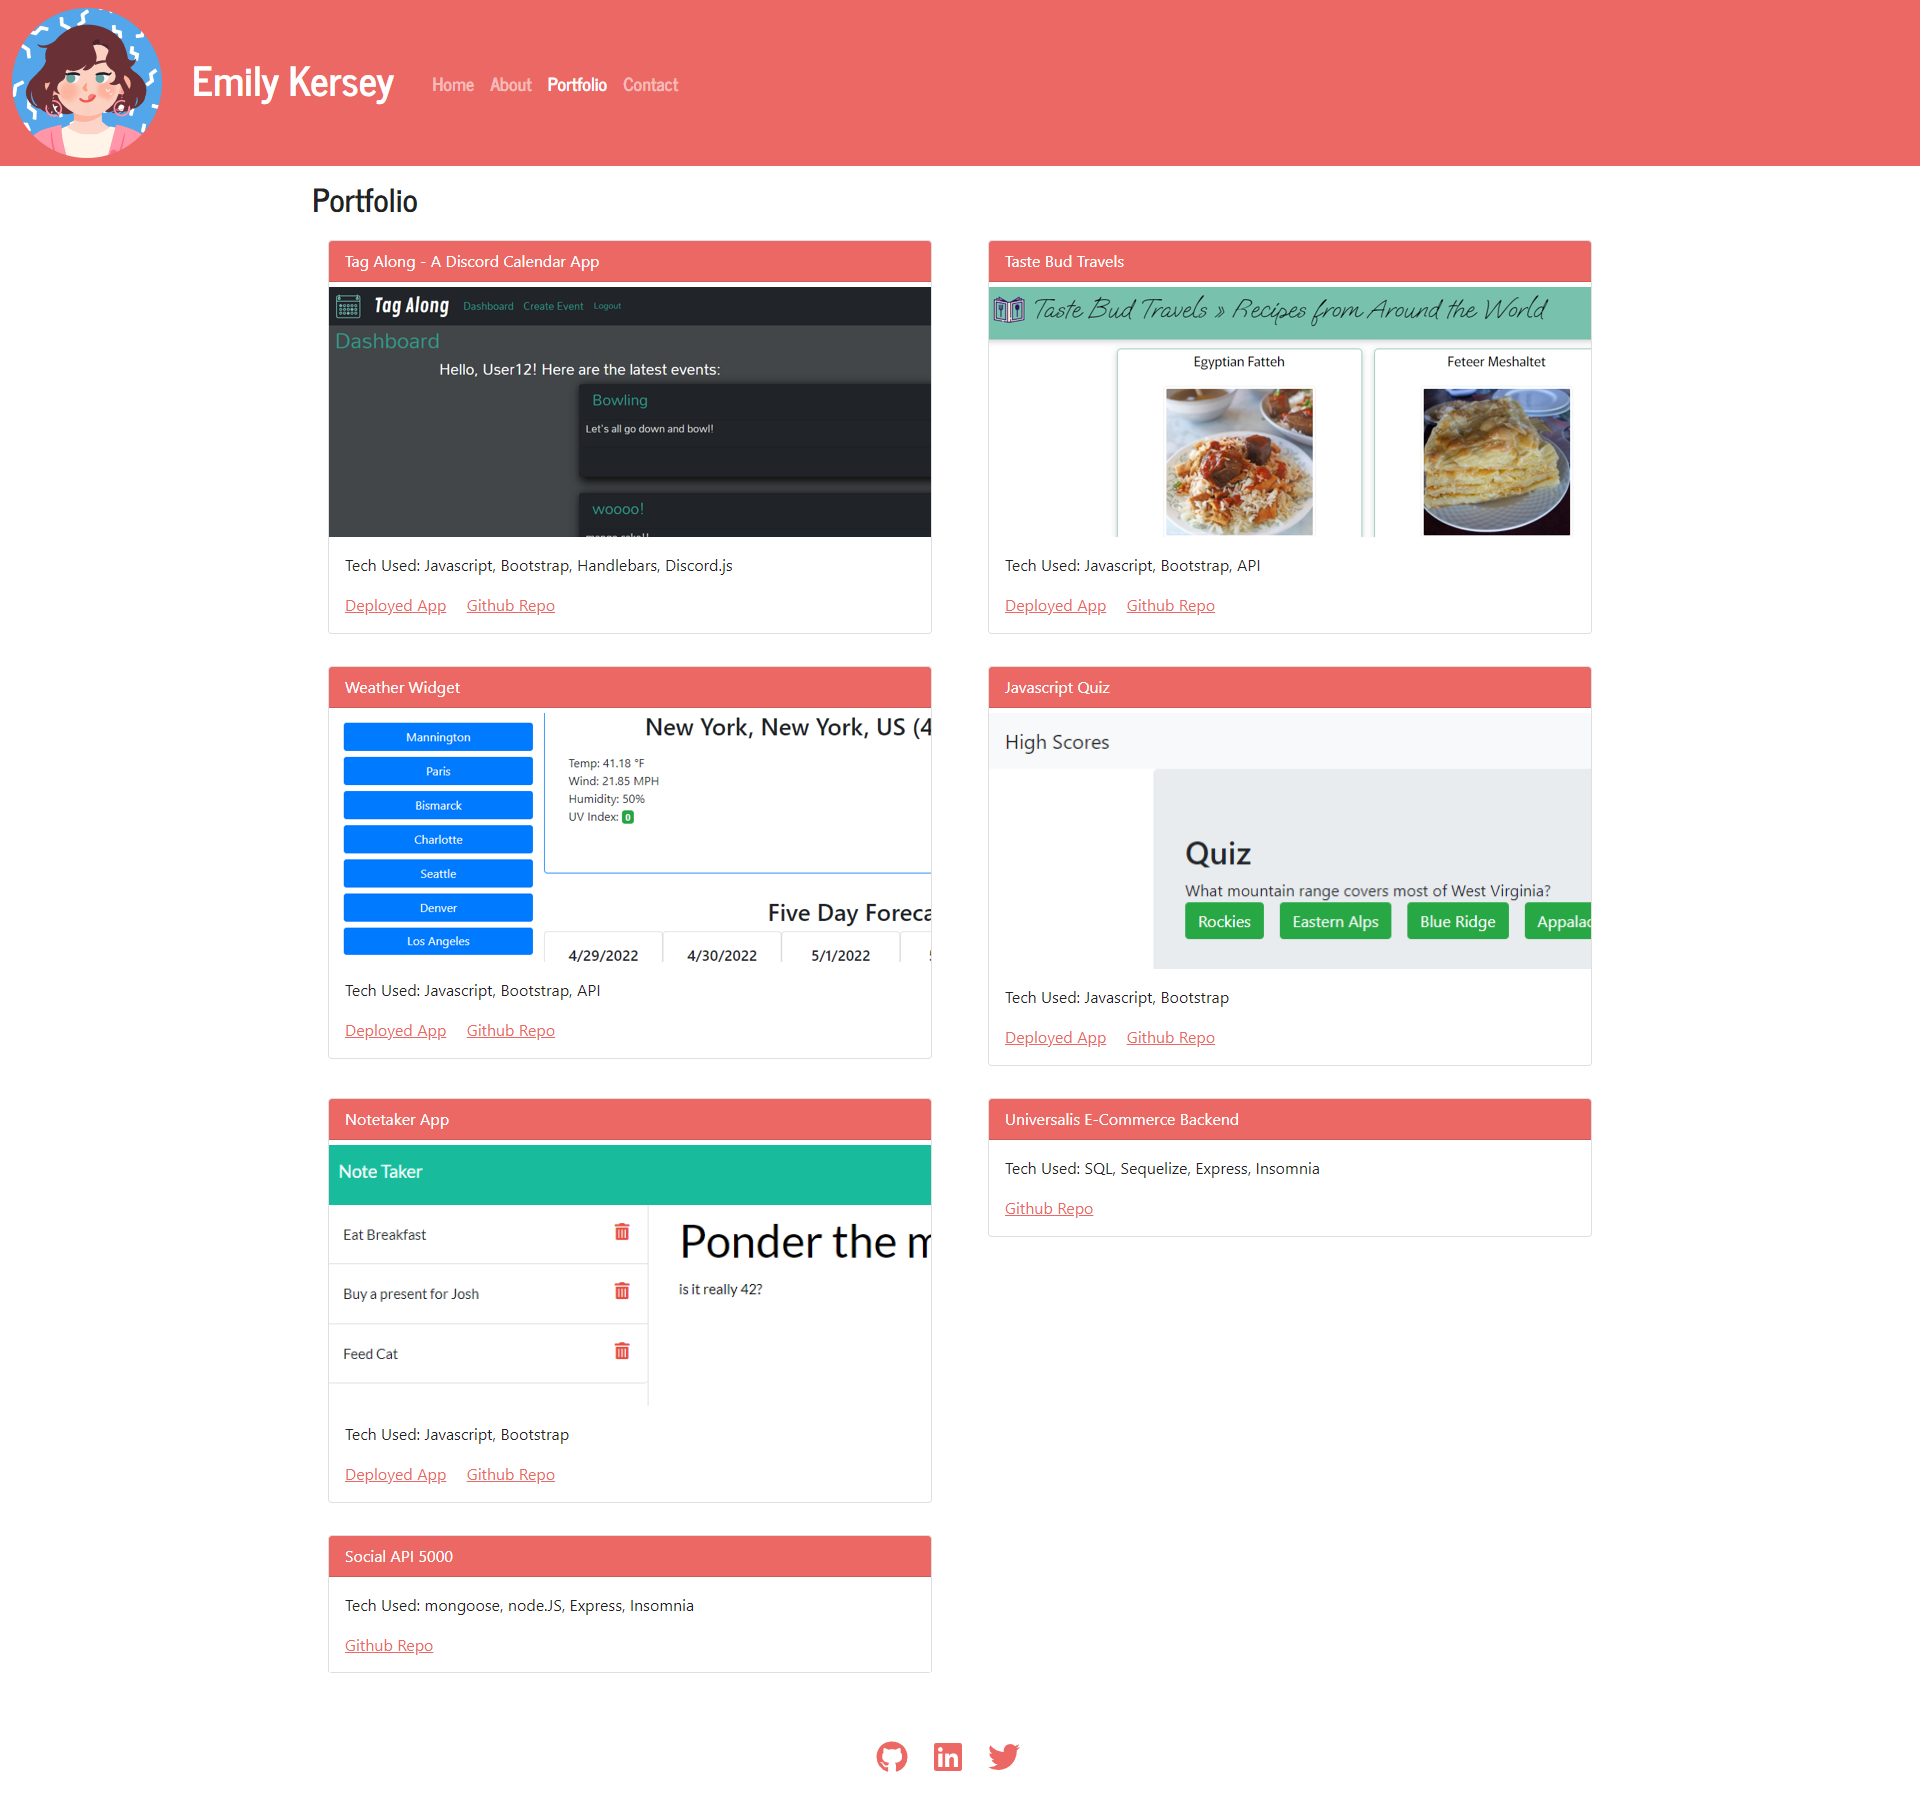 Emily Kersey
Home About Portfolio Contact
Portfolio
Tag Along - A Discord Calendar App
Tag Along Dashboard Create Event Logout
Dashboard
Hello, User12! Here are the latest events:
Bowling
Let's all go down and bowl!
woooo!
Tech Used: Javascript, Bootstrap, Handlebars, Discord.js
Deployed App Github Repo
Taste Bud Travels
Taste Bud Travels » Recipes from Around the World
Egyptian Fatteh Feteer Meshaltet
Tech Used: Javascript, Bootstrap, API
Deployed App Github Repo
Weather Widget
Mannington
Paris
Bismarck
Charlotte
Seattle
Denver
Los Angeles
New York, New York, US (4
Temp: 41.18 °F
Wind: 21.85 MPH
Humidity: 50%
UV Index: 0
Five Day Foreca
4/29/2022 4/30/2022 5/1/2022
Tech Used: Javascript, Bootstrap, API
Deployed App Github Repo
Javascript Quiz
High Scores
Quiz
What mountain range covers most of West Virginia?
Rockies Eastern Alps Blue Ridge Appalac
Tech Used: Javascript, Bootstrap
Deployed App Github Repo
Notetaker App
Note Taker
Eat Breakfast
Buy a present for Josh
Feed Cat
Ponder the m
is it really 42?
Tech Used: Javascript, Bootstrap
Deployed App Github Repo
Universalis E-Commerce Backend
Tech Used: SQL, Sequelize, Express, Insomnia
Github Repo
Social API 5000
Tech Used: mongoose, node.JS, Express, Insomnia
Github Repo